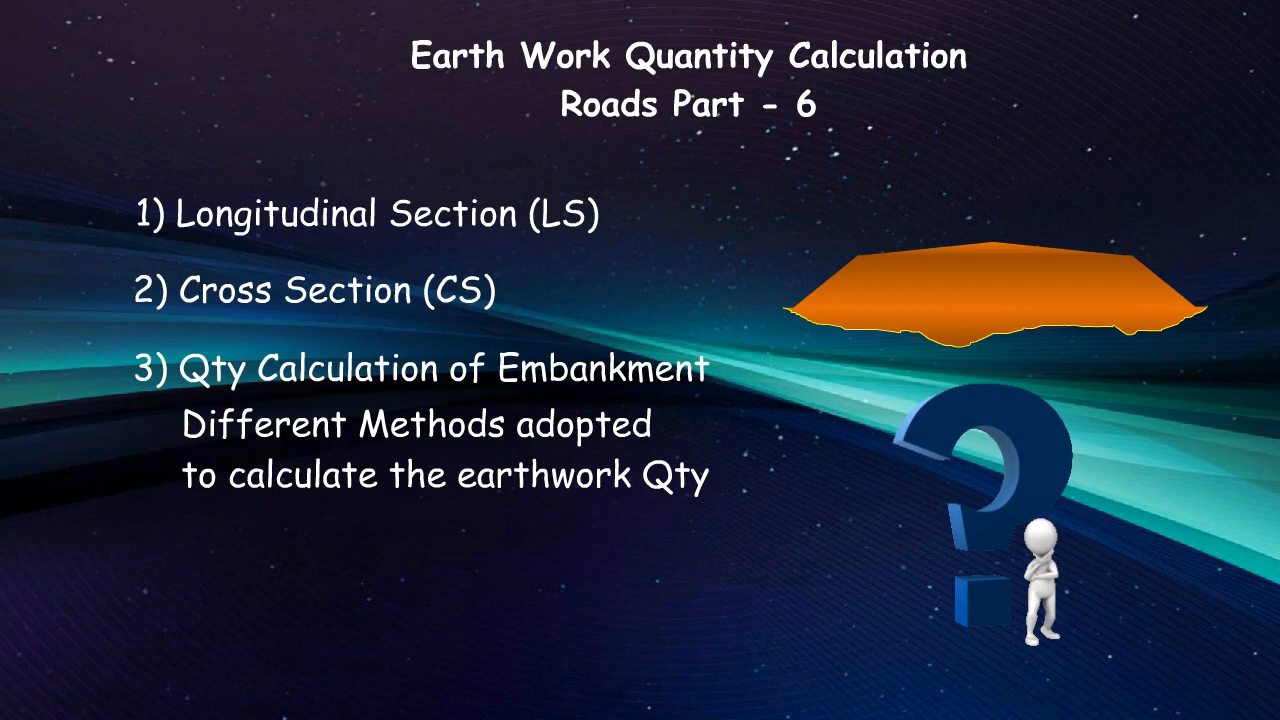 Earth Work Quantity Calculation
Roads Part - 6
1) Longitudinal Section (LS)
2) Cross Section (CS)
3) Qty Calculation of Embankment
Different Methods adopted
to calculate the earthwork Qty